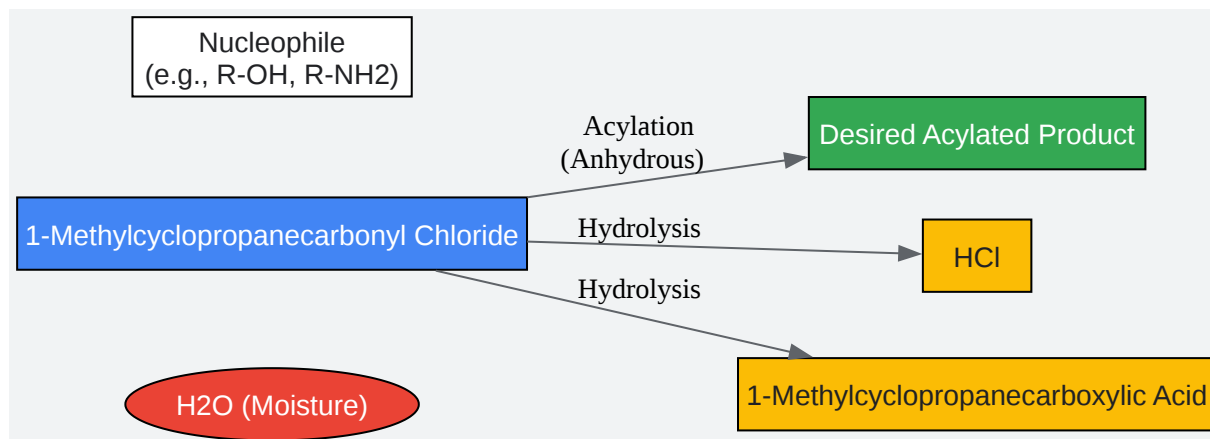 Nucleophile
(e.g., R-OH, R-NH2)
Acylation
(Anhydrous)
Desired Acylated Product
1-Methylcyclopropanecarbonyl Chloride
Hydrolysis
HCl
Hydrolysis
H2O (Moisture)
1-Methylcyclopropanecarboxylic Acid